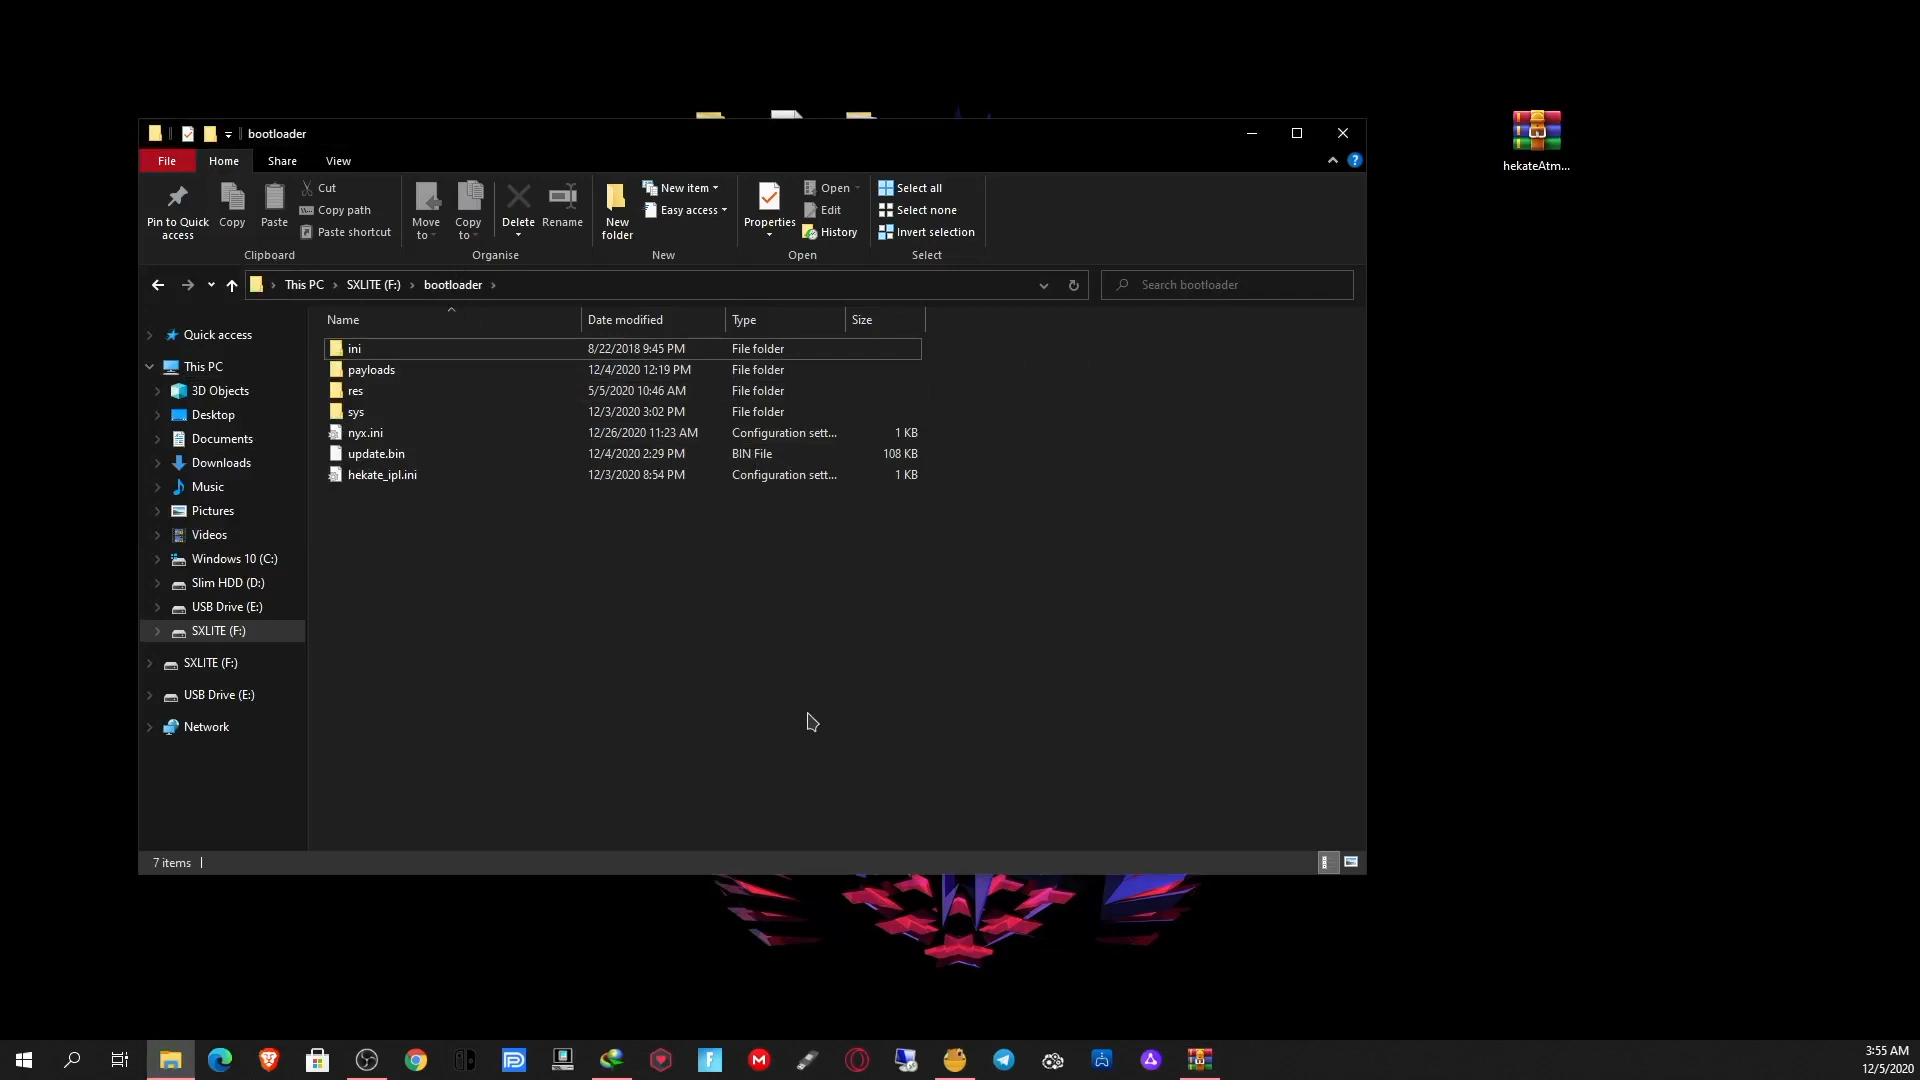 bootloader
hekateAtm...
File Home Share View
Pin to Quick access
Copy
Paste
Cut
Copy path
Paste shortcut
Clipboard
Move to
Copy to
Delete
Rename
Organise
New folder
New item
Easy access
New
Properties
Open
Edit
History
Open
Select all
Select none
Invert selection
Select
This PC SXLITE (F:) bootloader
Search bootloader
Name Date modified Type Size
ini 8/22/2018 9:45 PM File folder
payloads 12/4/2020 12:19 PM File folder
res 5/5/2020 10:46 AM File folder
sys 12/3/2020 3:02 PM File folder
nyx.ini 12/26/2020 11:23 AM Configuration sett... 1 KB
update.bin 12/4/2020 2:29 PM BIN File 108 KB
hekate_ipl.ini 12/3/2020 8:54 PM Configuration sett... 1 KB
Quick access
This PC
3D Objects
Desktop
Documents
Downloads
Music
Pictures
Videos
Windows 10 (C:)
Slim HDD (D:)
USB Drive (E:)
SXLITE (F:)
SXLITE (F:)
USB Drive (E:)
Network
7 items
3:55 AM
12/5/2020